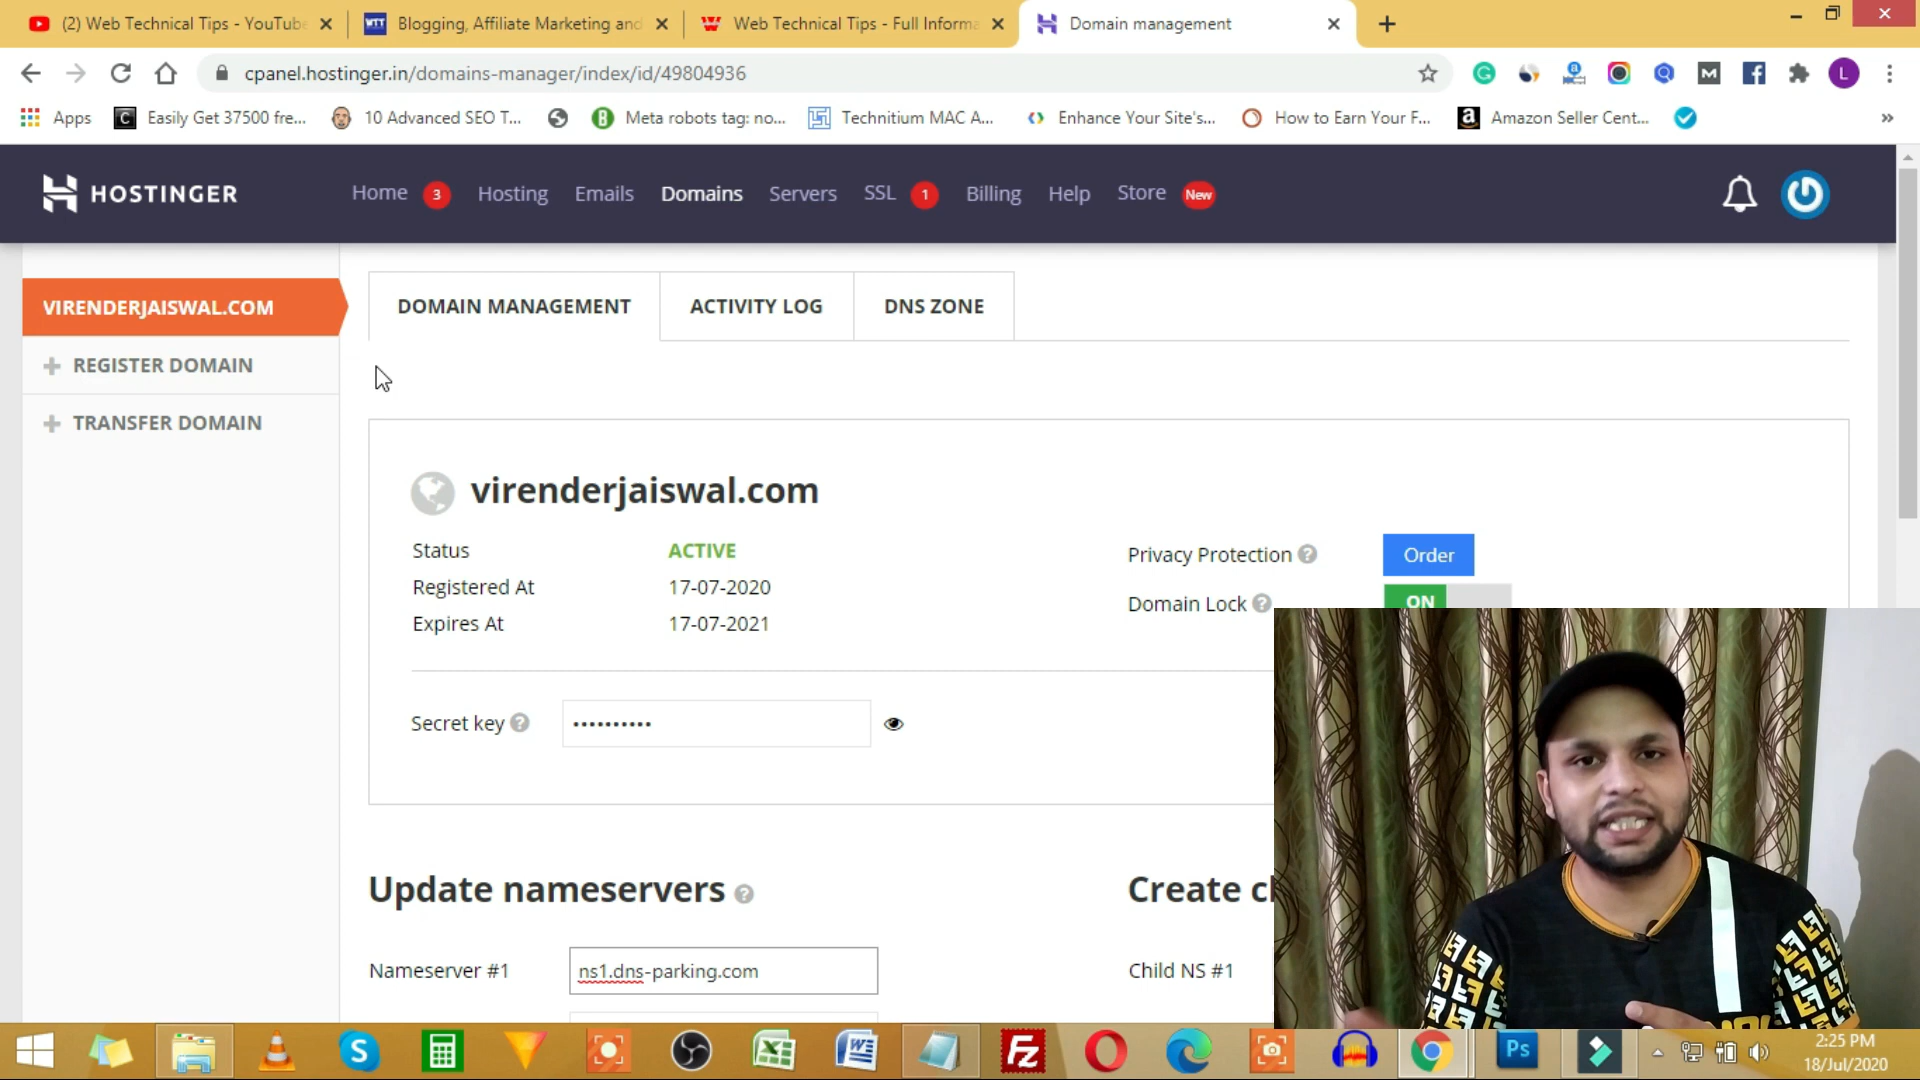 (2) Web Technical Tips - YouTube
Blogging, Affiliate Marketing and
Web Technical Tips - Full Informa
Domain management
cpanel.hostinger.in/domains-manager/index/id/49804936
Apps
Easily Get 37500 fre...
10 Advanced SEO T...
Meta robots tag: no...
Technitium MAC A...
Enhance Your Site's...
How to Earn Your F...
Amazon Seller Cent...
HOSTINGER
Home 3
Hosting
Emails
Domains
Servers
SSL 1
Billing
Help
Store New
VIRENDERJAISWAL.COM
REGISTER DOMAIN
TRANSFER DOMAIN
DOMAIN MANAGEMENT
ACTIVITY LOG
DNS ZONE
virenderjaiswal.com
Status ACTIVE
Registered At 17-07-2020
Expires At 17-07-2021
Privacy Protection Order
Domain Lock ON
Secret key
Update nameservers
Nameserver #1 ns1.dns-parking.com
Create
Child NS #1
2:25 PM
18/Jul/2020